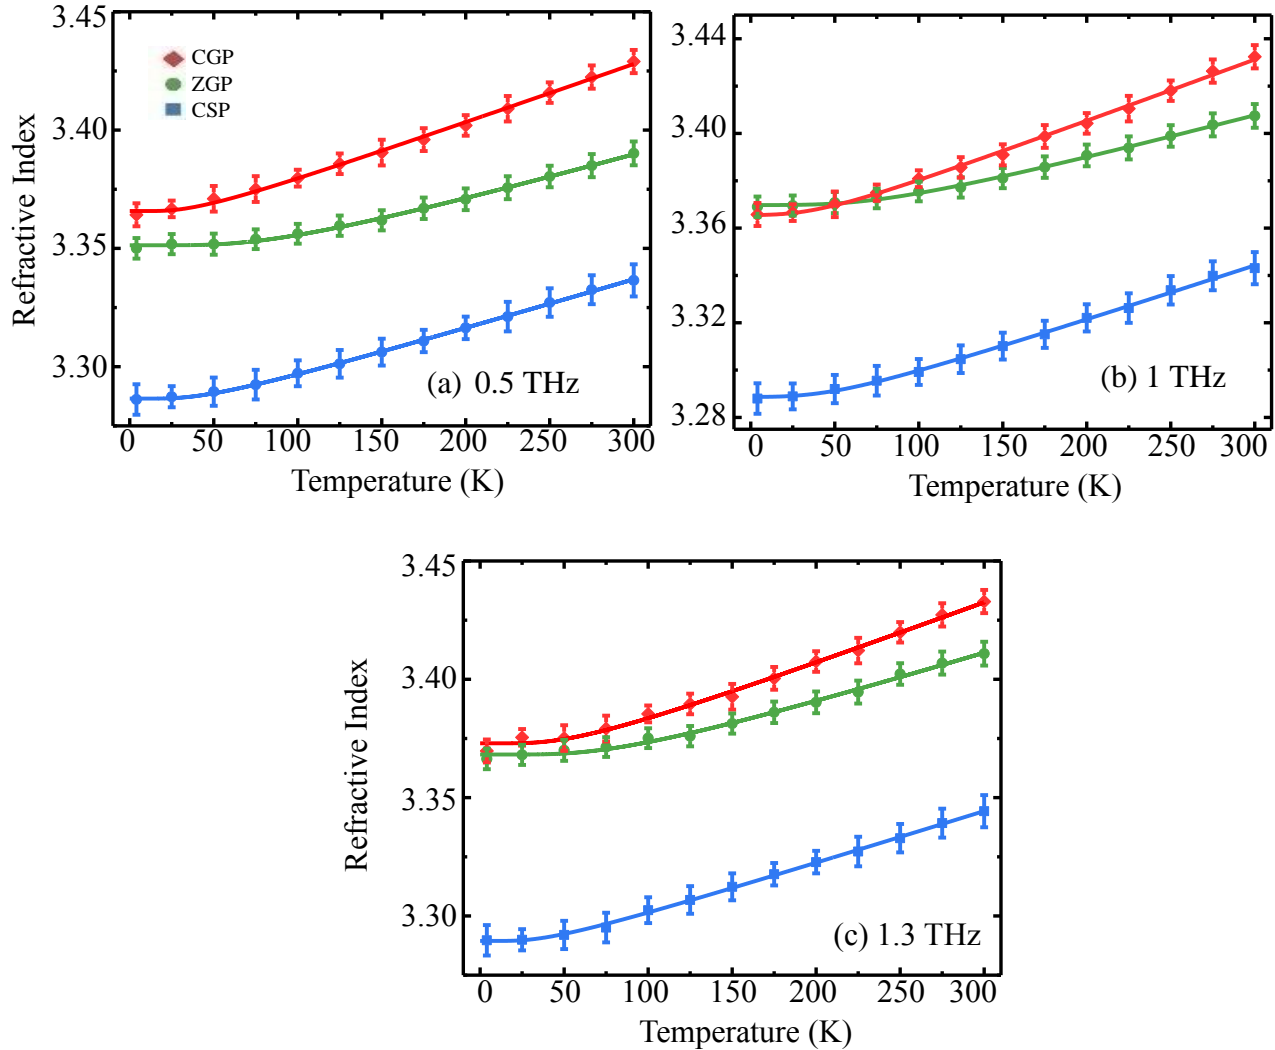 3.45
3.40
3.35
3.30
Refractive Index
CGP
ZGP
CSP
(a) 0.5 THz
0 50 100 150 200 250 300
Temperature (K)
3.44
3.40
3.36
3.32
3.28
Refractive Index
(b) 1 THz
0 50 100 150 200 250 300
Temperature (K)
3.45
3.40
3.35
3.30
Refractive Index
(c) 1.3 THz
0 50 100 150 200 250 300
Temperature (K)